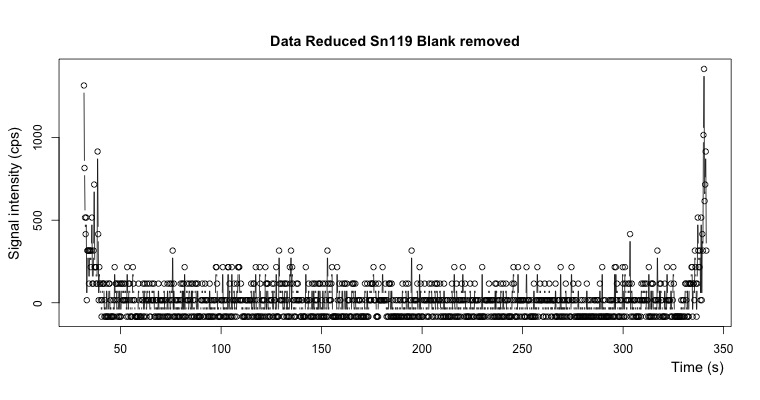 Data Reduced Sn119 Blank removed
Signal intensity (cps)
1000
500
0
50 100 150 200 250 300 350
Time (s)